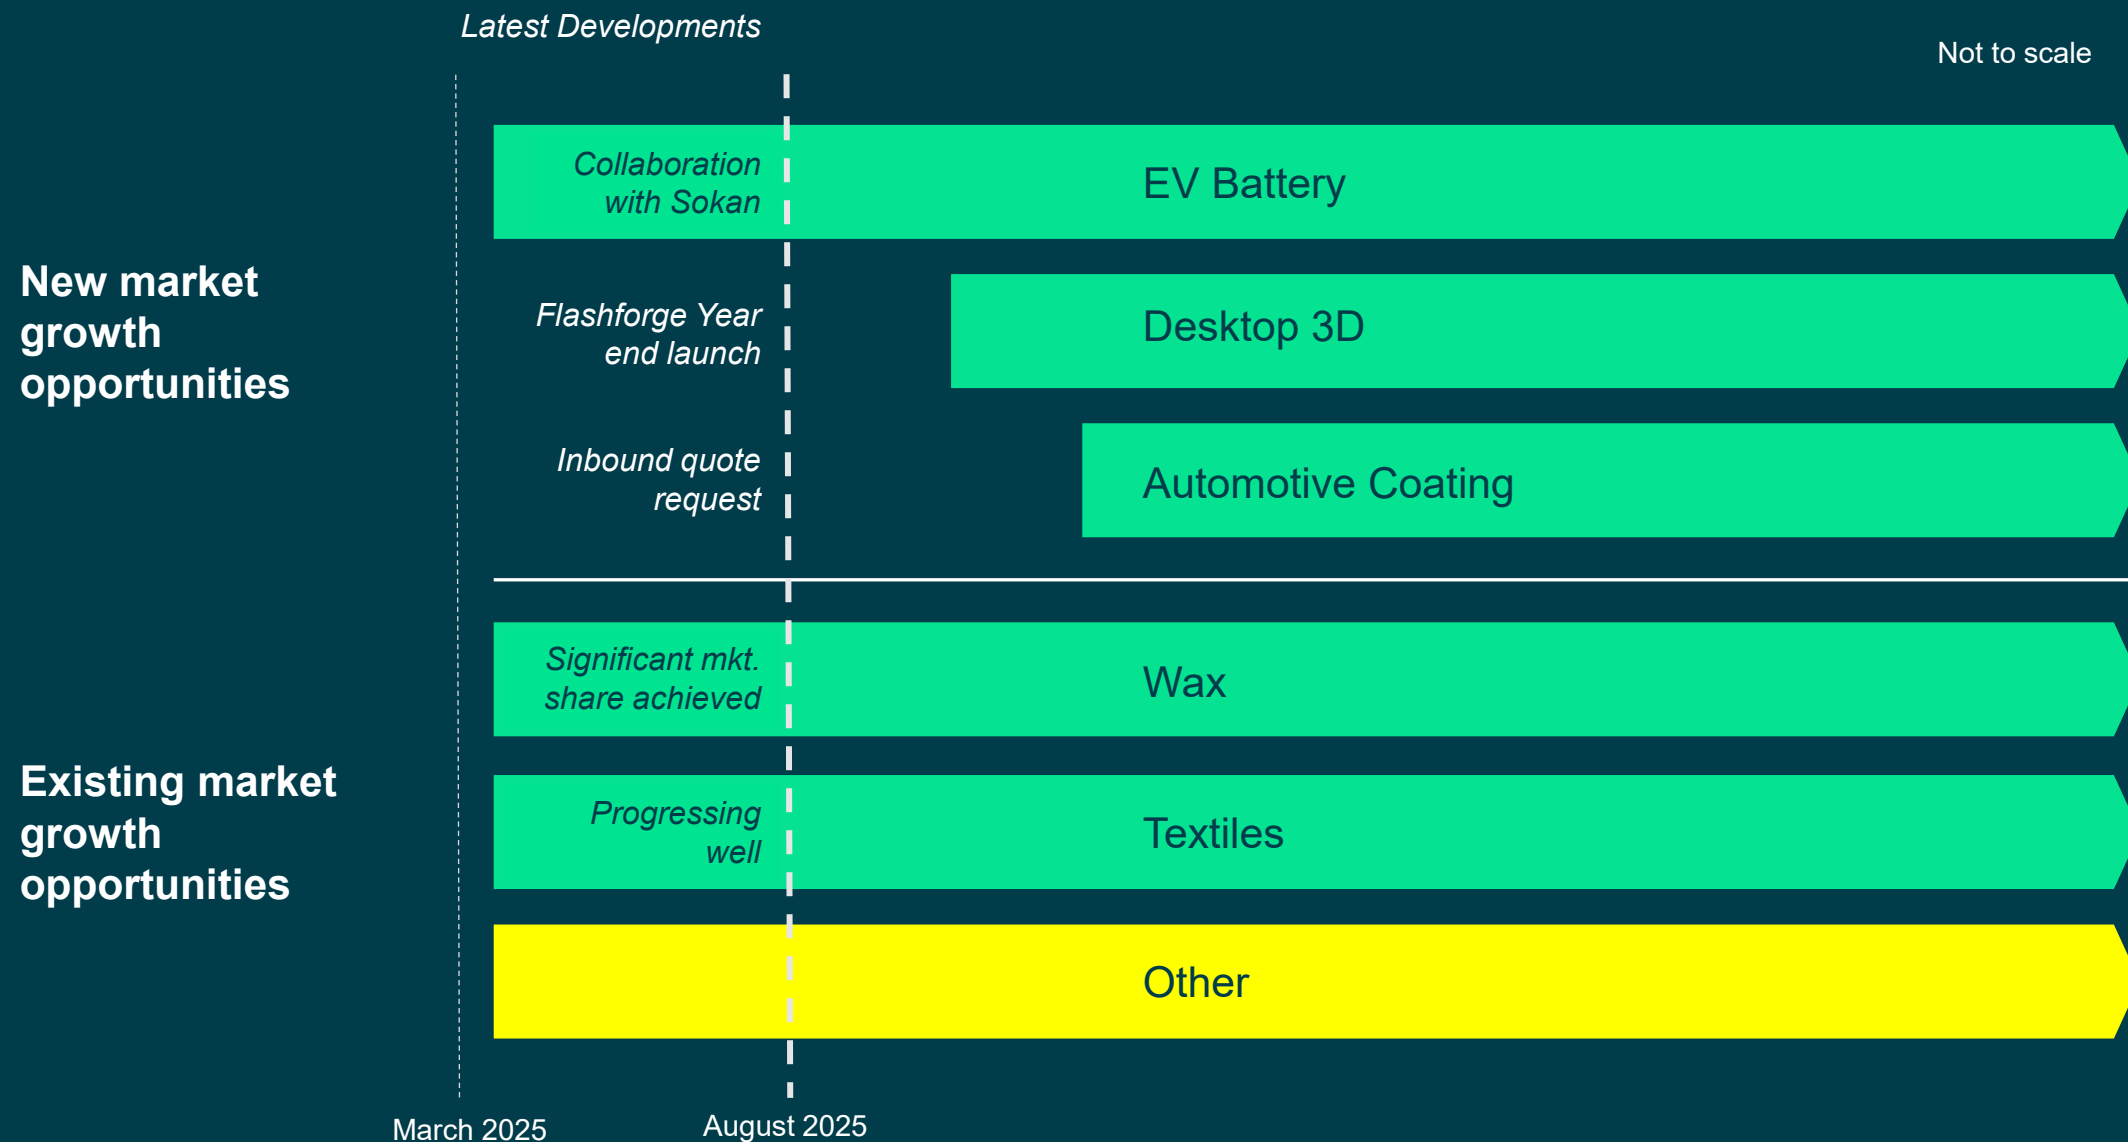 Latest Developments
Not to scale
New market
growth
opportunities
Collaboration
with Sokan
EV Battery
Flashforge Year
end launch
Desktop 3D
Inbound quote
request
Automotive Coating
Existing market
growth
opportunities
Significant mkt.
share achieved
Wax
Progressing
well
Textiles
Other
March 2025
August 2025